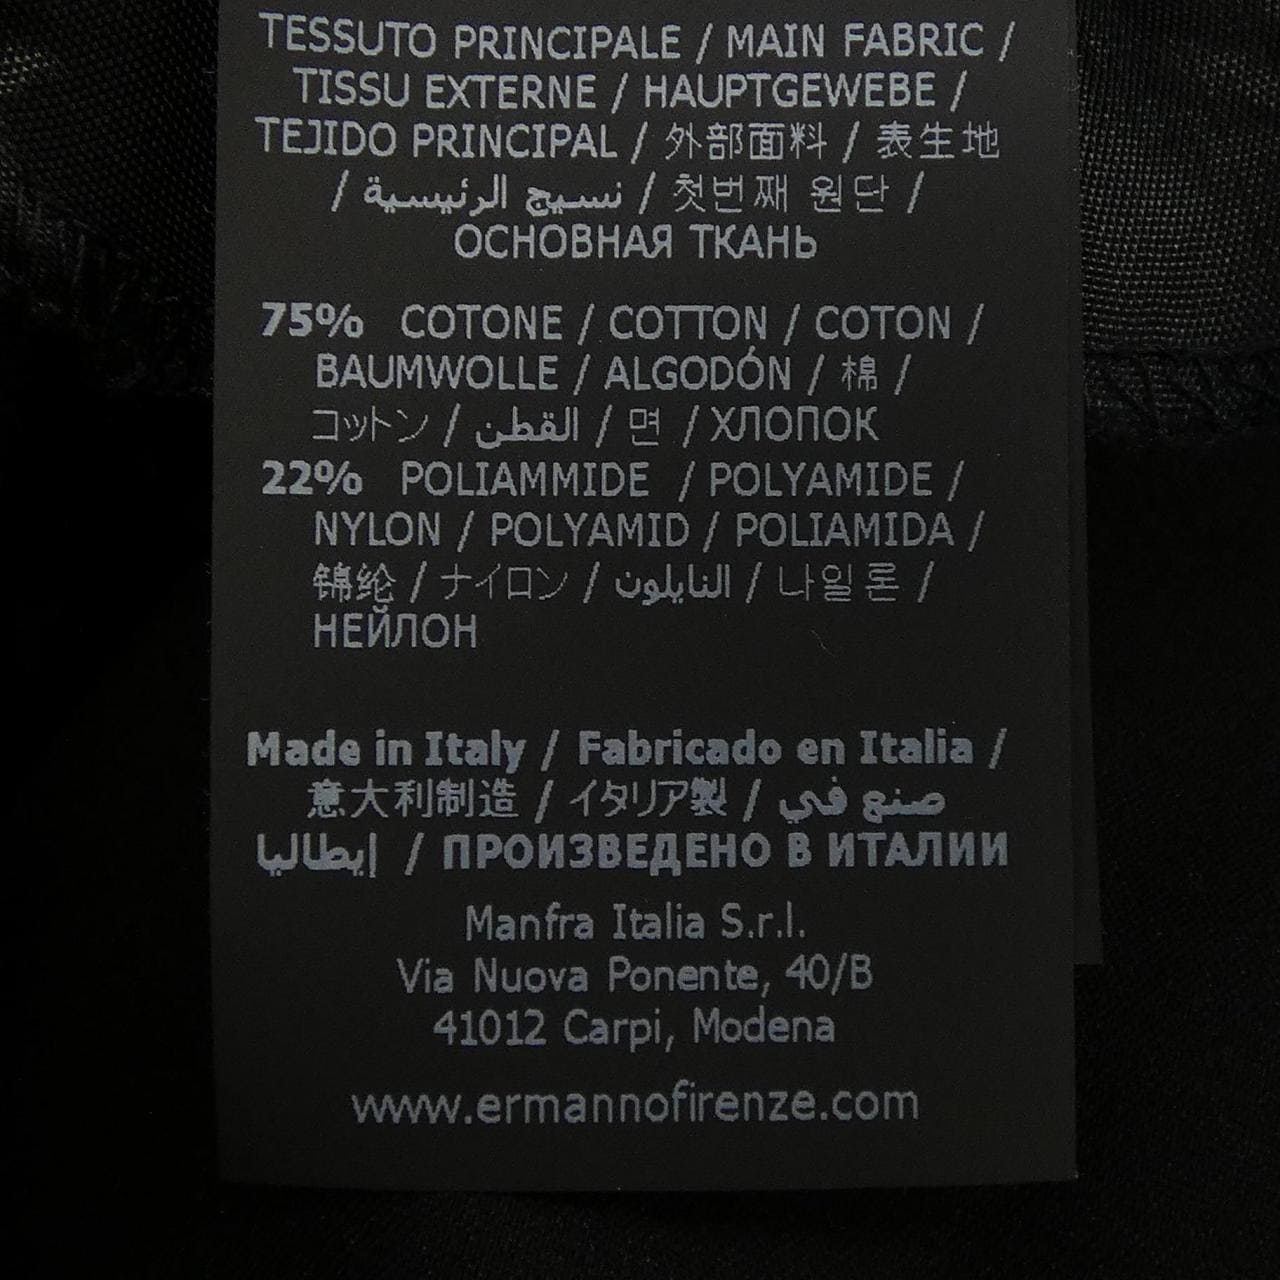 TESSUTO PRINCIPALE / MAIN FABRIC /
TISSU EXTERNE / HAUPTGEWEBE /
TEJIDO PRINCIPAL / 外部面料 / 表生地
/ نسيج الرئيسية / 첫번째 원단 /
ОСНОВНАЯ ТКАНЬ
75% COTONE / COTTON / COTON /
BAUMWOLLE / ALGODÓN / 棉 /
コットン / القطن / 면 / ХЛОПОК
22% POLIAMMIDE / POLYAMIDE /
NYLON / POLYAMID / POLIAMIDA /
锦纶 / ナイロン / النايلون / 나일론 /
НЕЙЛОН
Made in Italy / Fabricado en Italia /
意大利制造 / イタリア製 / صنع في
إيطاليا / ПРОИЗВЕДЕНО В ИТАЛИИ
Manfra Italia S.r.l.
Via Nuova Ponente, 40/B
41012 Carpi, Modena
www.ermannofirenze.com